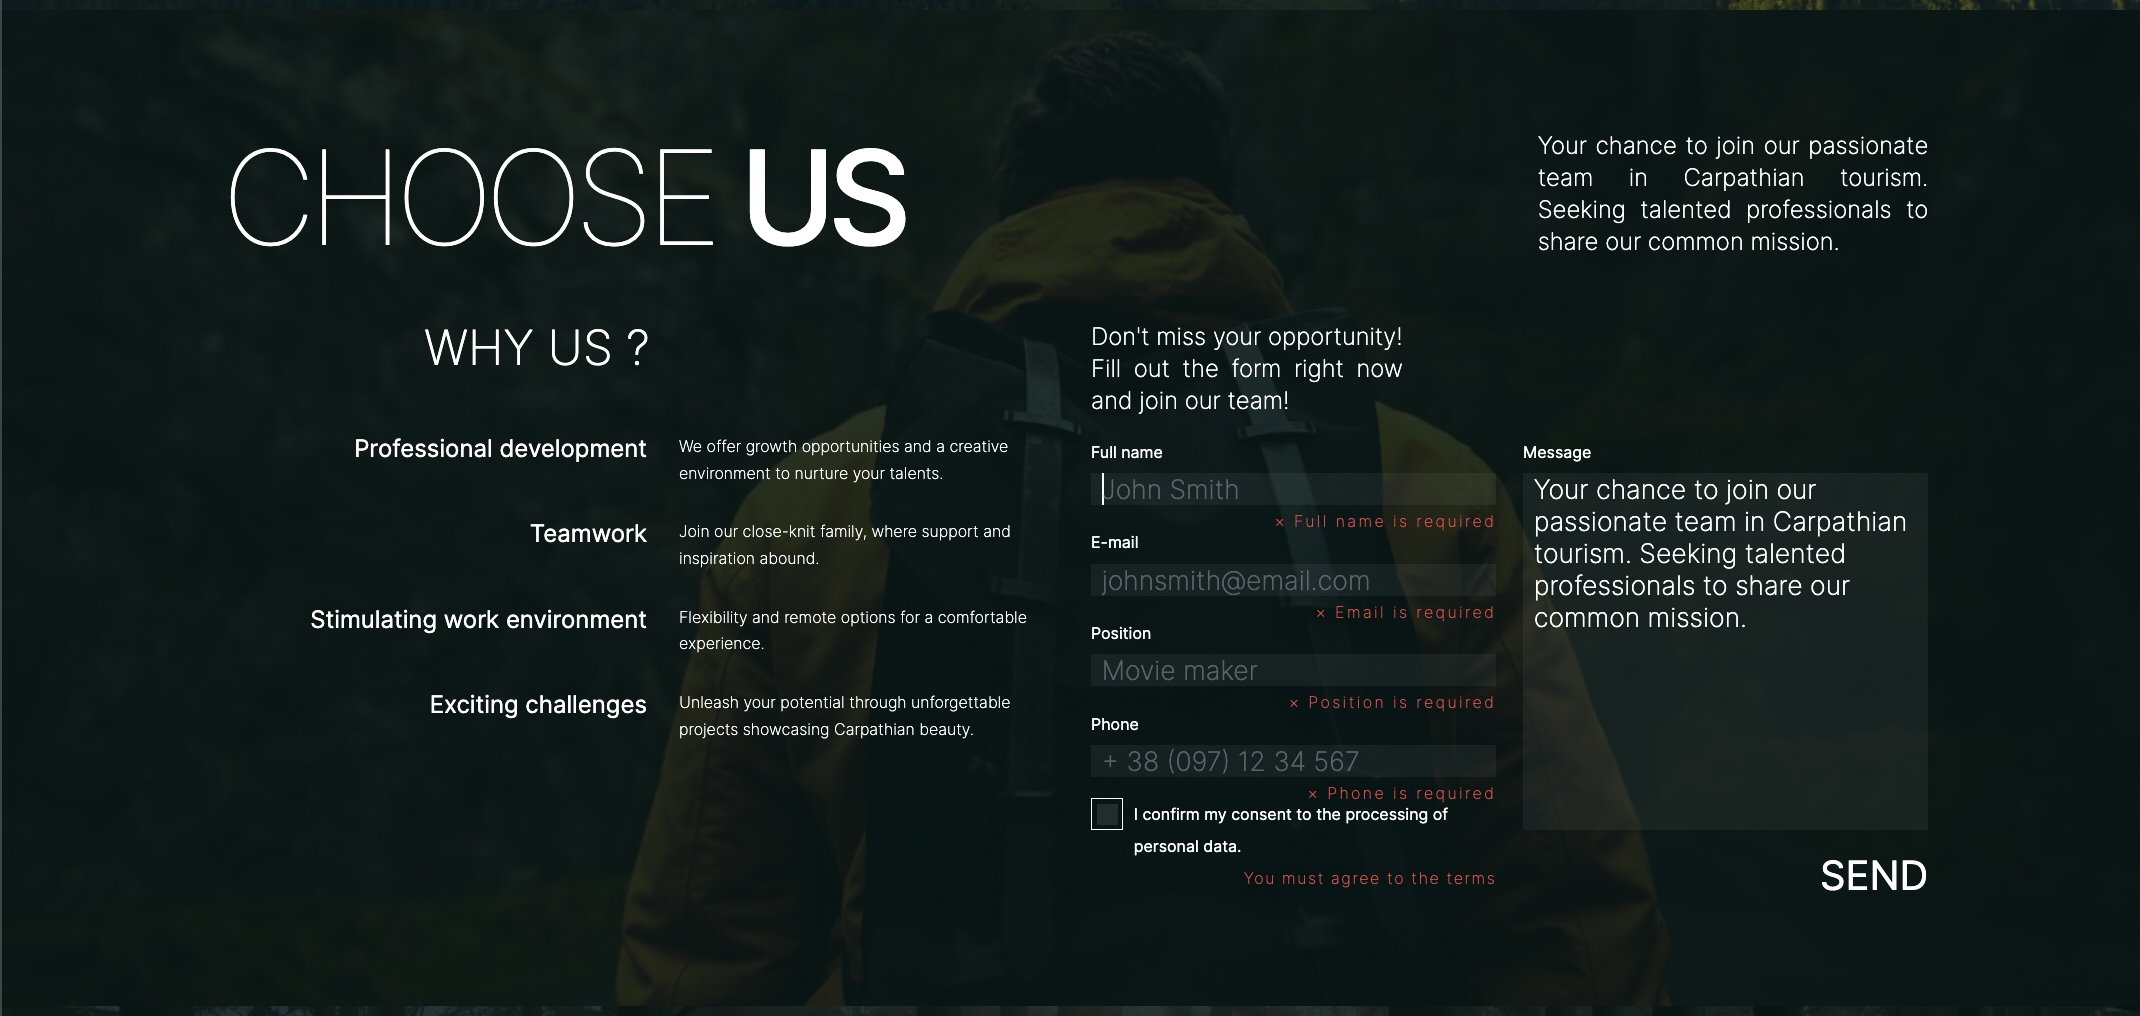 CHOOSE US
Your chance to join our passionate
team in Carpathian tourism.
Seeking talented professionals to
share our common mission.
WHY US ?
Professional development
We offer growth opportunities and a creative
environment to nurture your talents.
Teamwork
Join our close-knit family, where support and
inspiration abound.
Stimulating work environment
Flexibility and remote options for a comfortable
experience.
Exciting challenges
Unleash your potential through unforgettable
projects showcasing Carpathian beauty.
Don't miss your opportunity!
Fill out the form right now
and join our team!
Full name
John Smith
× Full name is required
E-mail
johnsmith@email.com
× Email is required
Position
Movie maker
× Position is required
Phone
+ 38 (097) 12 34 567
× Phone is required
I confirm my consent to the processing of
personal data.
You must agree to the terms
Message
Your chance to join our
passionate team in Carpathian
tourism. Seeking talented
professionals to share our
common mission.
SEND